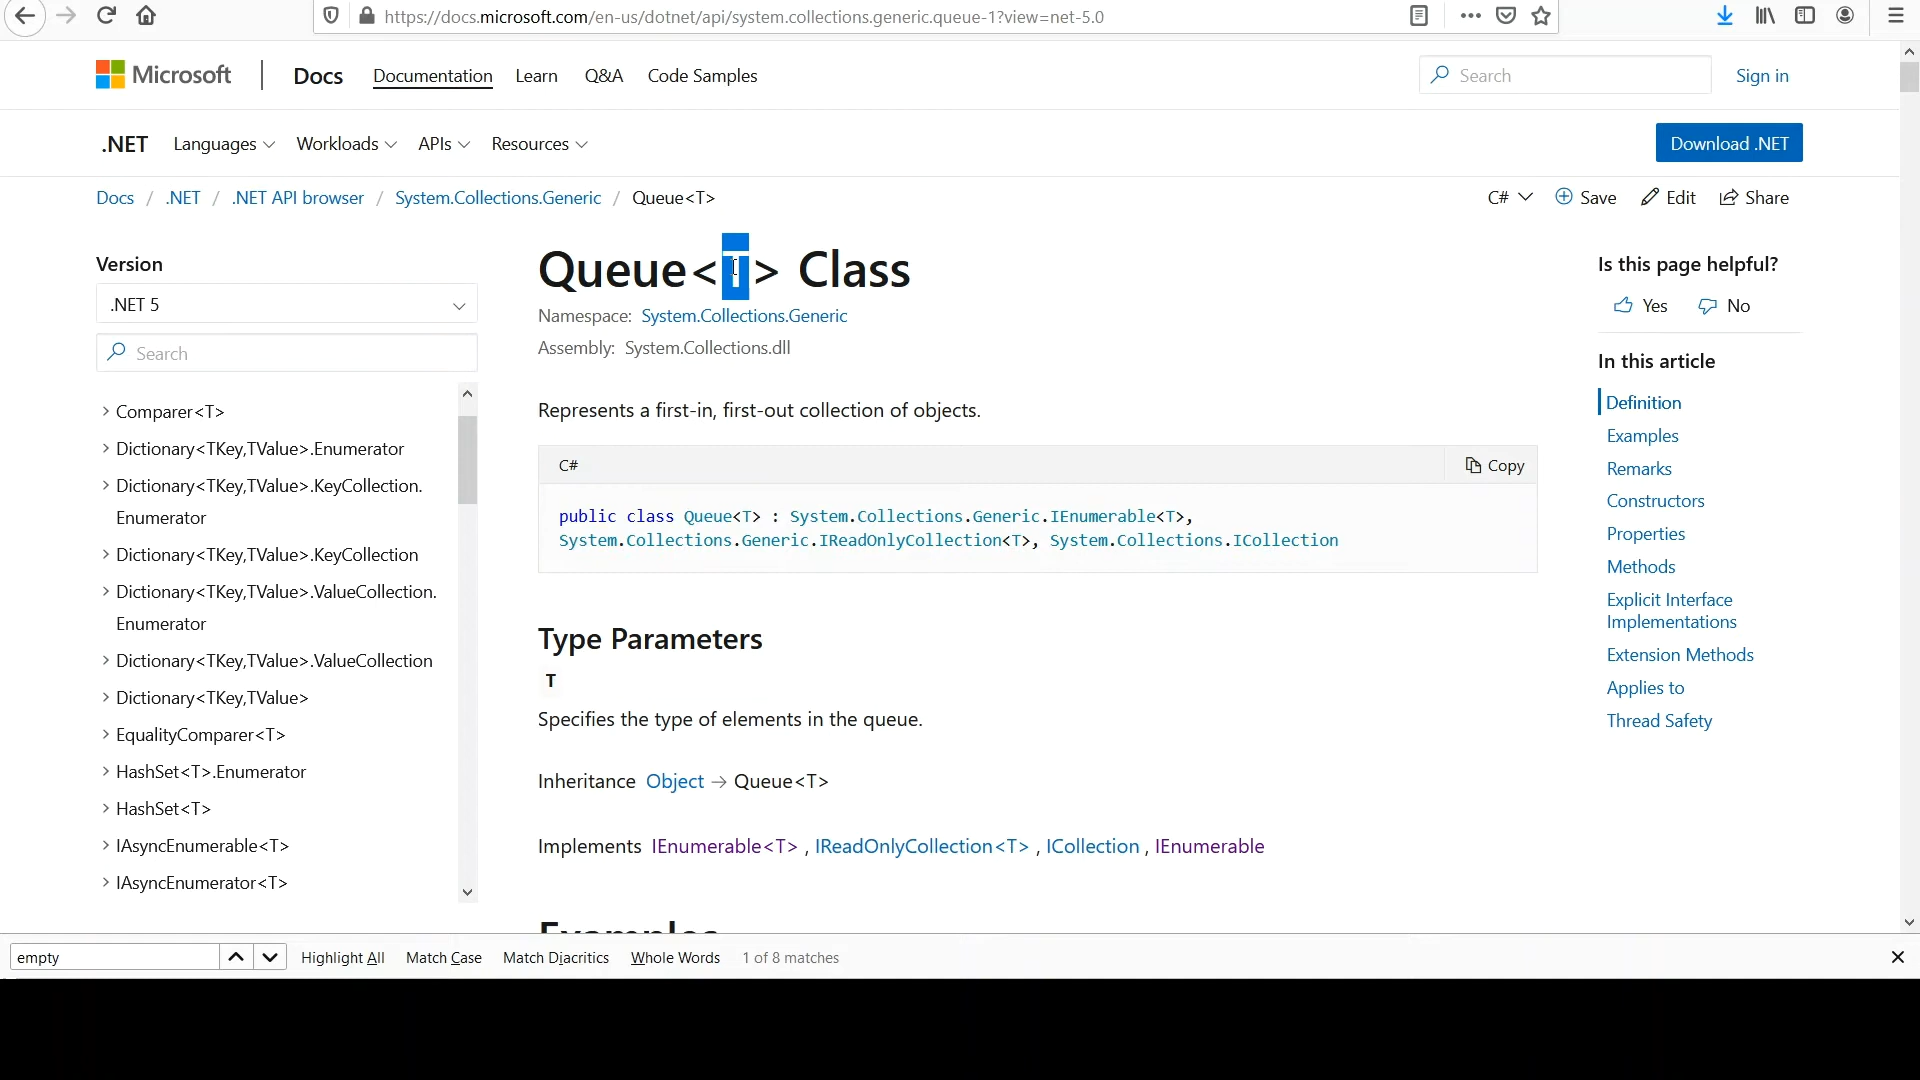 https://docs.microsoft.com/en-us/dotnet/api/system.collections.generic.queue-1?view=net-5.0
Microsoft
Docs
Documentation
Learn
Q&A
Code Samples
Search
Sign in
.NET
Languages
Workloads
APIs
Resources
Download .NET
Docs / .NET / .NET API browser / System.Collections.Generic / Queue<T>
C#
Save
Edit
Share
Version
.NET 5
Search
Comparer<T>
Dictionary<TKey,TValue>.Enumerator
Dictionary<TKey,TValue>.KeyCollection.
Enumerator
Dictionary<TKey,TValue>.KeyCollection
Dictionary<TKey,TValue>.ValueCollection.
Enumerator
Dictionary<TKey,TValue>.ValueCollection
Dictionary<TKey,TValue>
EqualityComparer<T>
HashSet<T>.Enumerator
HashSet<T>
IAsyncEnumerable<T>
IAsyncEnumerator<T>
Queue<T> Class
Namespace: System.Collections.Generic
Assembly: System.Collections.dll
Represents a first-in, first-out collection of objects.
C#
Copy
public class Queue<T> : System.Collections.Generic.IEnumerable<T>,
System.Collections.Generic.IReadOnlyCollection<T>, System.Collections.ICollection
Type Parameters
T
Specifies the type of elements in the queue.
Inheritance Object → Queue<T>
Implements IEnumerable<T> , IReadOnlyCollection<T> , ICollection , IEnumerable
Examples
Is this page helpful?
Yes
No
In this article
Definition
Examples
Remarks
Constructors
Properties
Methods
Explicit Interface
Implementations
Extension Methods
Applies to
Thread Safety
empty
Highlight All
Match Case
Match Diacritics
Whole Words
1 of 8 matches